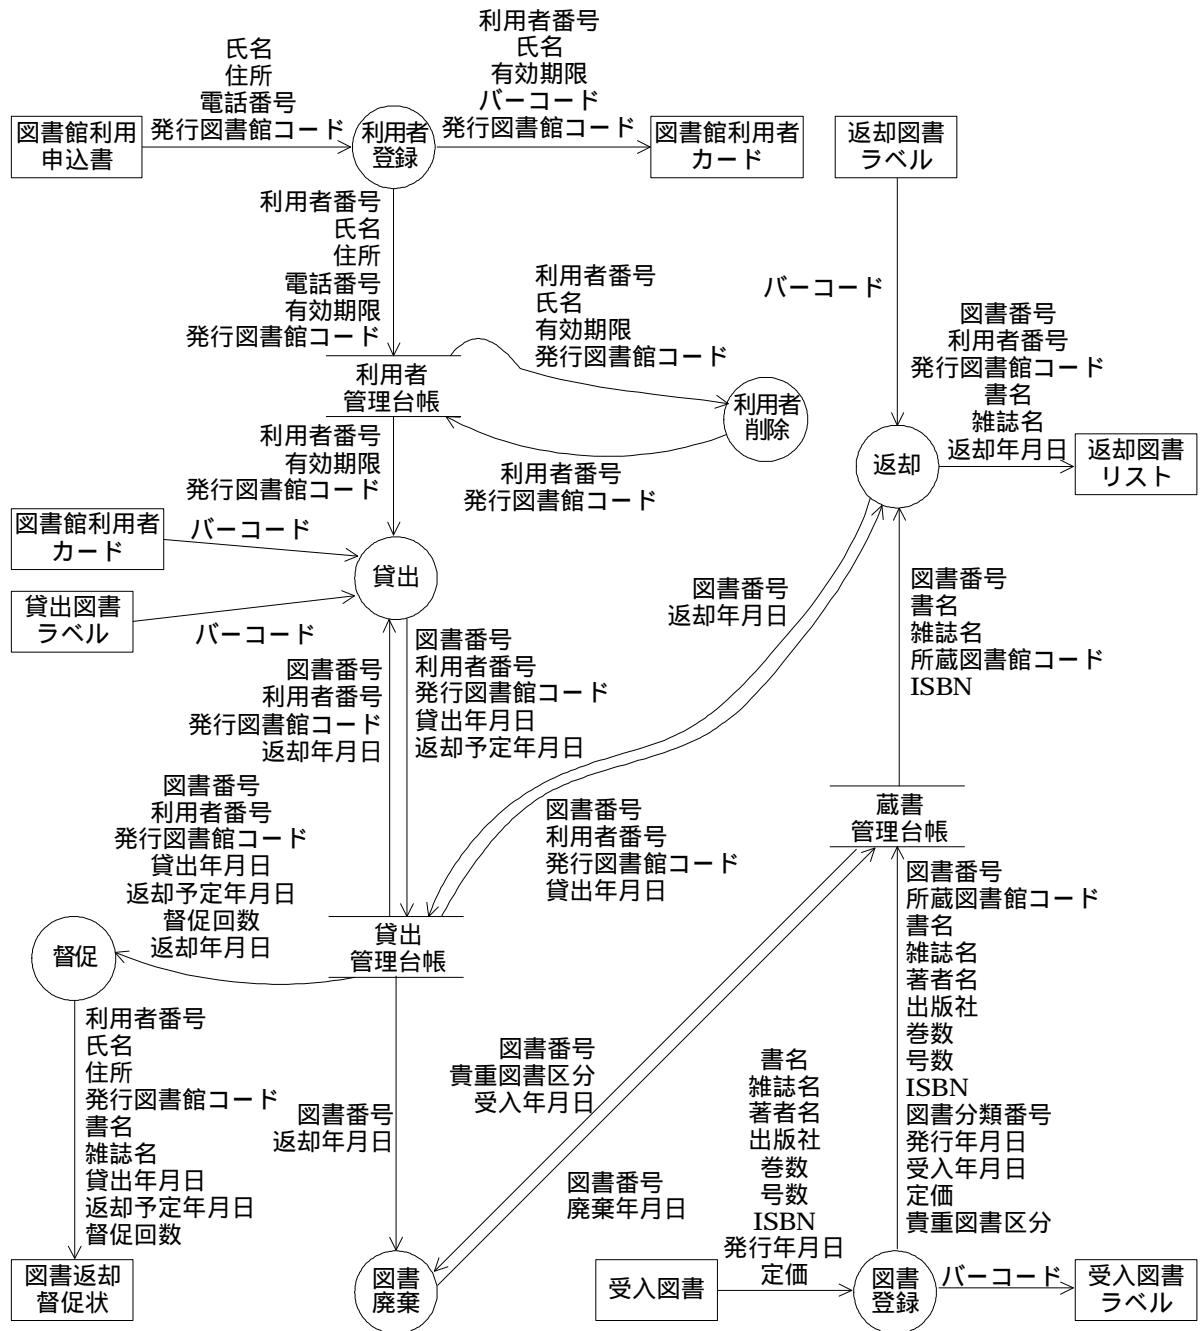 氏名
住所
電話番号
発行図書館コード
利用者番号
氏名
有効期限
バーコード
発行図書館コード
図書館利用
申込書
利用者
登録
図書館利用者
カード
返却図書
ラベル
利用者番号
氏名
住所
電話番号
有効期限
発行図書館コード
利用者番号
氏名
有効期限
発行図書館コード
バーコード
図書番号
利用者番号
発行図書館コード
書名
雑誌名
返却年月日
利用者
管理台帳
利用者
削除
利用者番号
有効期限
発行図書館コード
利用者番号
発行図書館コード
返却
返却図書
リスト
図書館利用者
カード
バーコード
貸出
貸出図書
ラベル
バーコード
図書番号
返却年月日
図書番号
書名
雑誌名
所蔵図書館コード
ISBN
図書番号
利用者番号
発行図書館コード
返却年月日
図書番号
利用者番号
発行図書館コード
貸出年月日
返却予定年月日
図書番号
利用者番号
発行図書館コード
貸出年月日
返却予定年月日
督促回数
返却年月日
図書番号
利用者番号
発行図書館コード
貸出年月日
蔵書
管理台帳
督促
貸出
管理台帳
図書番号
所蔵図書館コード
書名
雑誌名
著者名
出版社
巻数
号数
ISBN
図書分類番号
発行年月日
受入年月日
定価
貴重図書区分
利用者番号
氏名
住所
発行図書館コード
書名
雑誌名
貸出年月日
返却予定年月日
督促回数
図書番号
返却年月日
図書番号
貴重図書区分
受入年月日
図書番号
廃棄年月日
書名
雑誌名
著者名
出版社
巻数
号数
ISBN
発行年月日
定価
図書返却
督促状
図書
廃棄
受入図書
図書
登録
バーコード
受入図書
ラベル